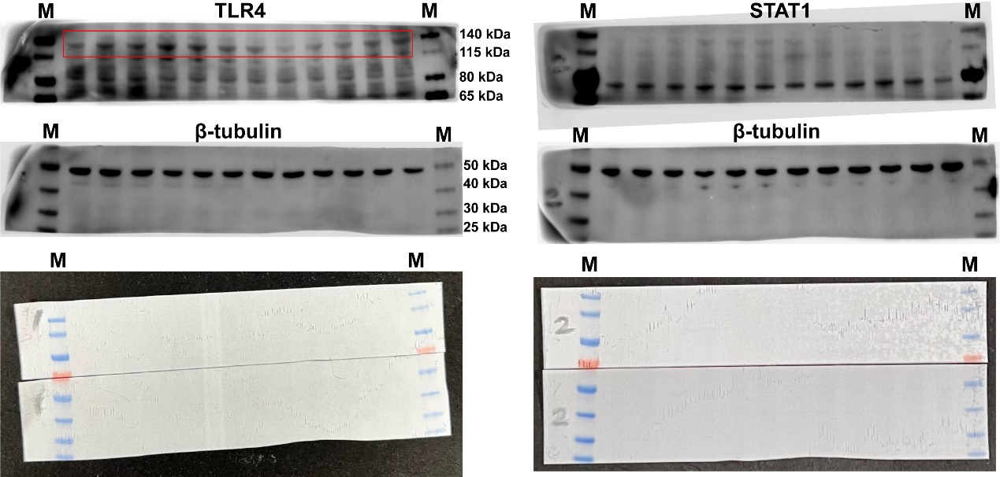 M TLR4 M
140 kDa
115 kDa
80 kDa
65 kDa
M β-tubulin M
50 kDa
40 kDa
30 kDa
25 kDa
M M
M STAT1 M
M β-tubulin M
M M
2
2